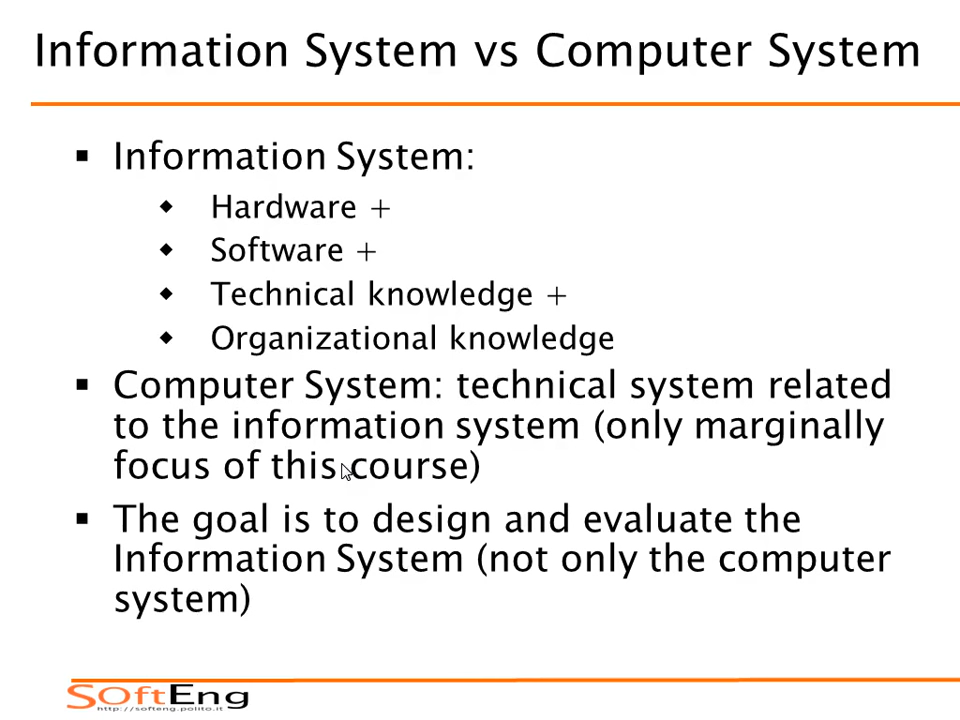 Information System vs Computer System
▪ Information System:
◆ Hardware +
◆ Software +
◆ Technical knowledge +
◆ Organizational knowledge
▪ Computer System: technical system related
to the information system (only marginally
focus of this course)
▪ The goal is to design and evaluate the
Information System (not only the computer
system)
SOftEng
http://softeng.polito.it